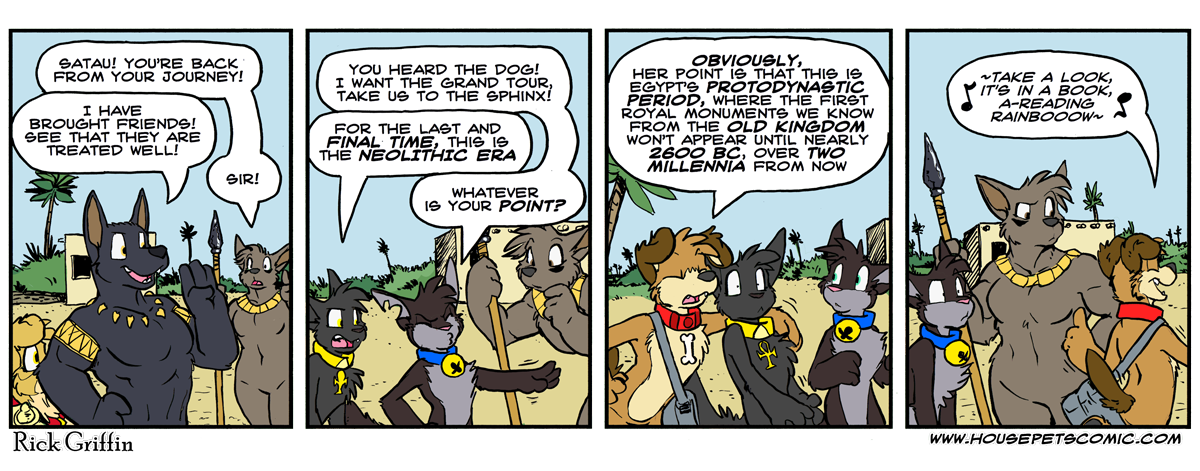 SATAU! YOU'RE BACK
FROM YOUR JOURNEY!
I HAVE
BROUGHT FRIENDS!
SEE THAT THEY ARE
TREATED WELL!
SIR!
YOU HEARD THE DOG!
I WANT THE GRAND TOUR,
TAKE US TO THE SPHINX!
FOR THE LAST AND
FINAL TIME, THIS IS
THE NEOLITHIC ERA
WHATEVER
IS YOUR POINT?
OBVIOUSLY,
HER POINT IS THAT THIS IS
EGYPT'S PROTODYNASTIC
PERIOD, WHERE THE FIRST
ROYAL MONUMENTS WE KNOW
FROM THE OLD KINGDOM
WON'T APPEAR UNTIL NEARLY
2600 BC, OVER TWO
MILLENNIA FROM NOW
~TAKE A LOOK,
IT'S IN A BOOK,
A-READING
RAINBOOOW~
Rick Griffin
WWW.HOUSEPETSCOMIC.COM